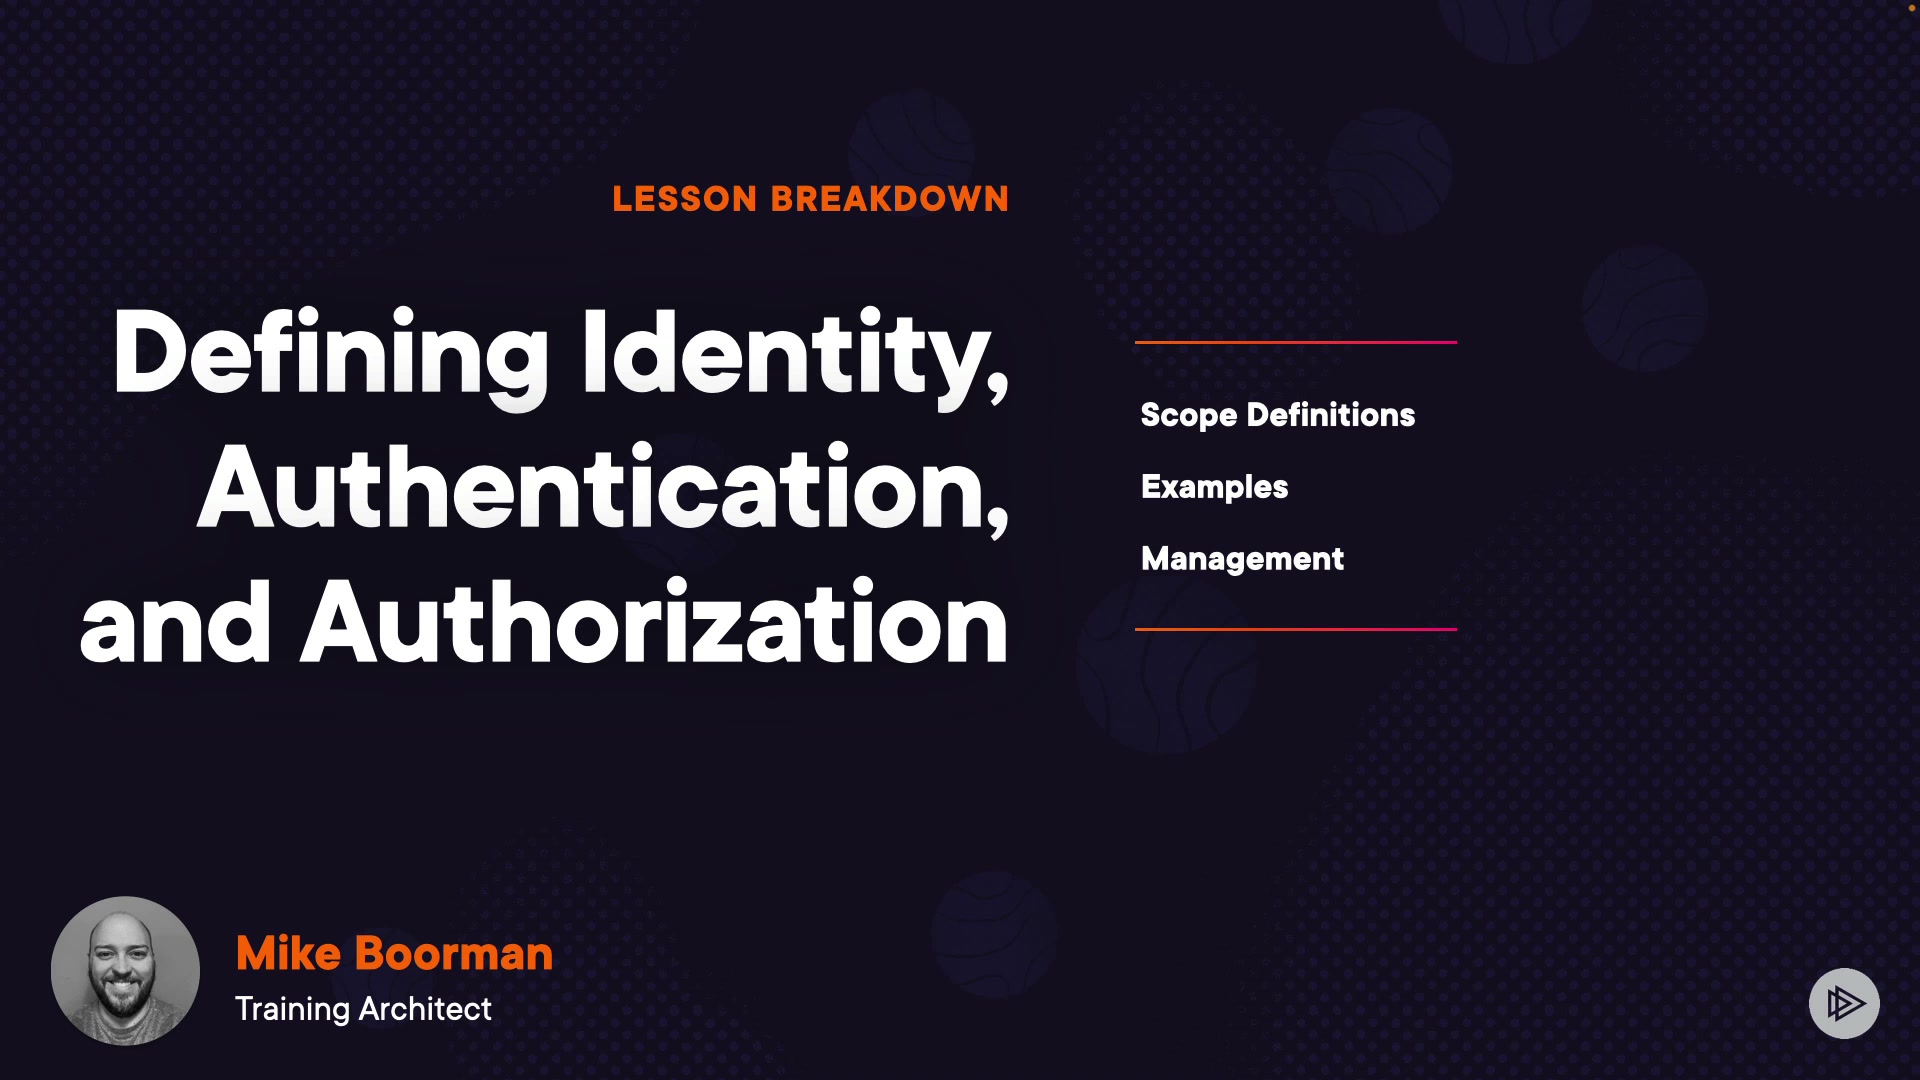 LESSON BREAKDOWN
Defining Identity,
Authentication,
and Authorization
Scope Definitions
Examples
Management
Mike Boorman
Training Architect